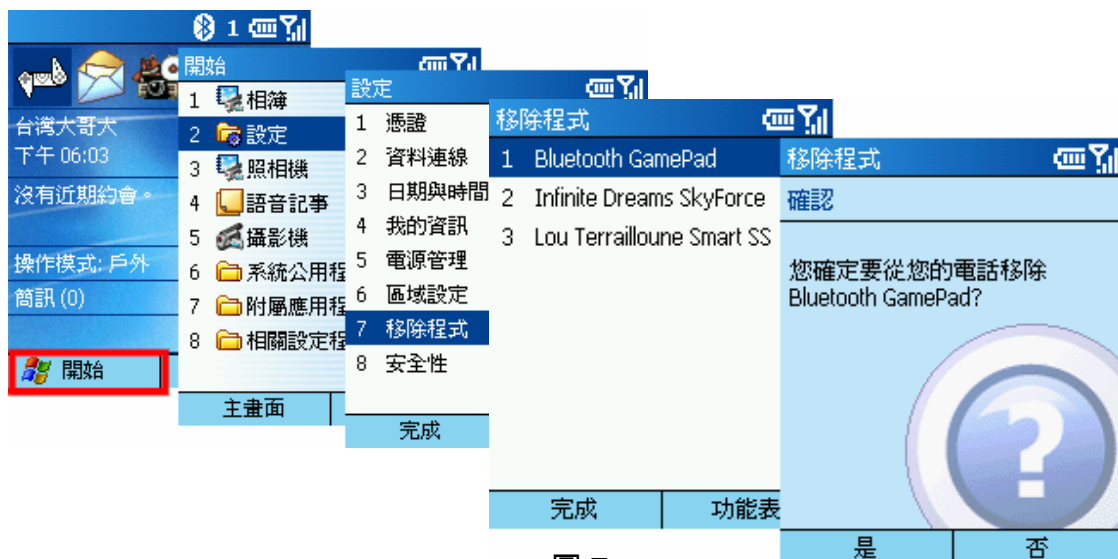 1
台灣大哥大
下午 06:03
沒有近期約會。
操作模式: 戶外
簡訊 (0)
開始
開始
1 相簿
2 設定
3 照相機
4 語音記事
5 攝影機
6 系統公用程
7 附屬應用程
8 相關設定程
主畫面
設定
1 憑證
2 資料連線
3 日期與時間
4 我的資訊
5 電源管理
6 區域設定
7 移除程式
8 安全性
完成
移除程式
1 Bluetooth GamePad
2 Infinite Dreams SkyForce
3 Lou Terrailloune Smart SS
完成 功能表
移除程式
確認
您確定要從您的電話移除
Bluetooth GamePad?
是 否